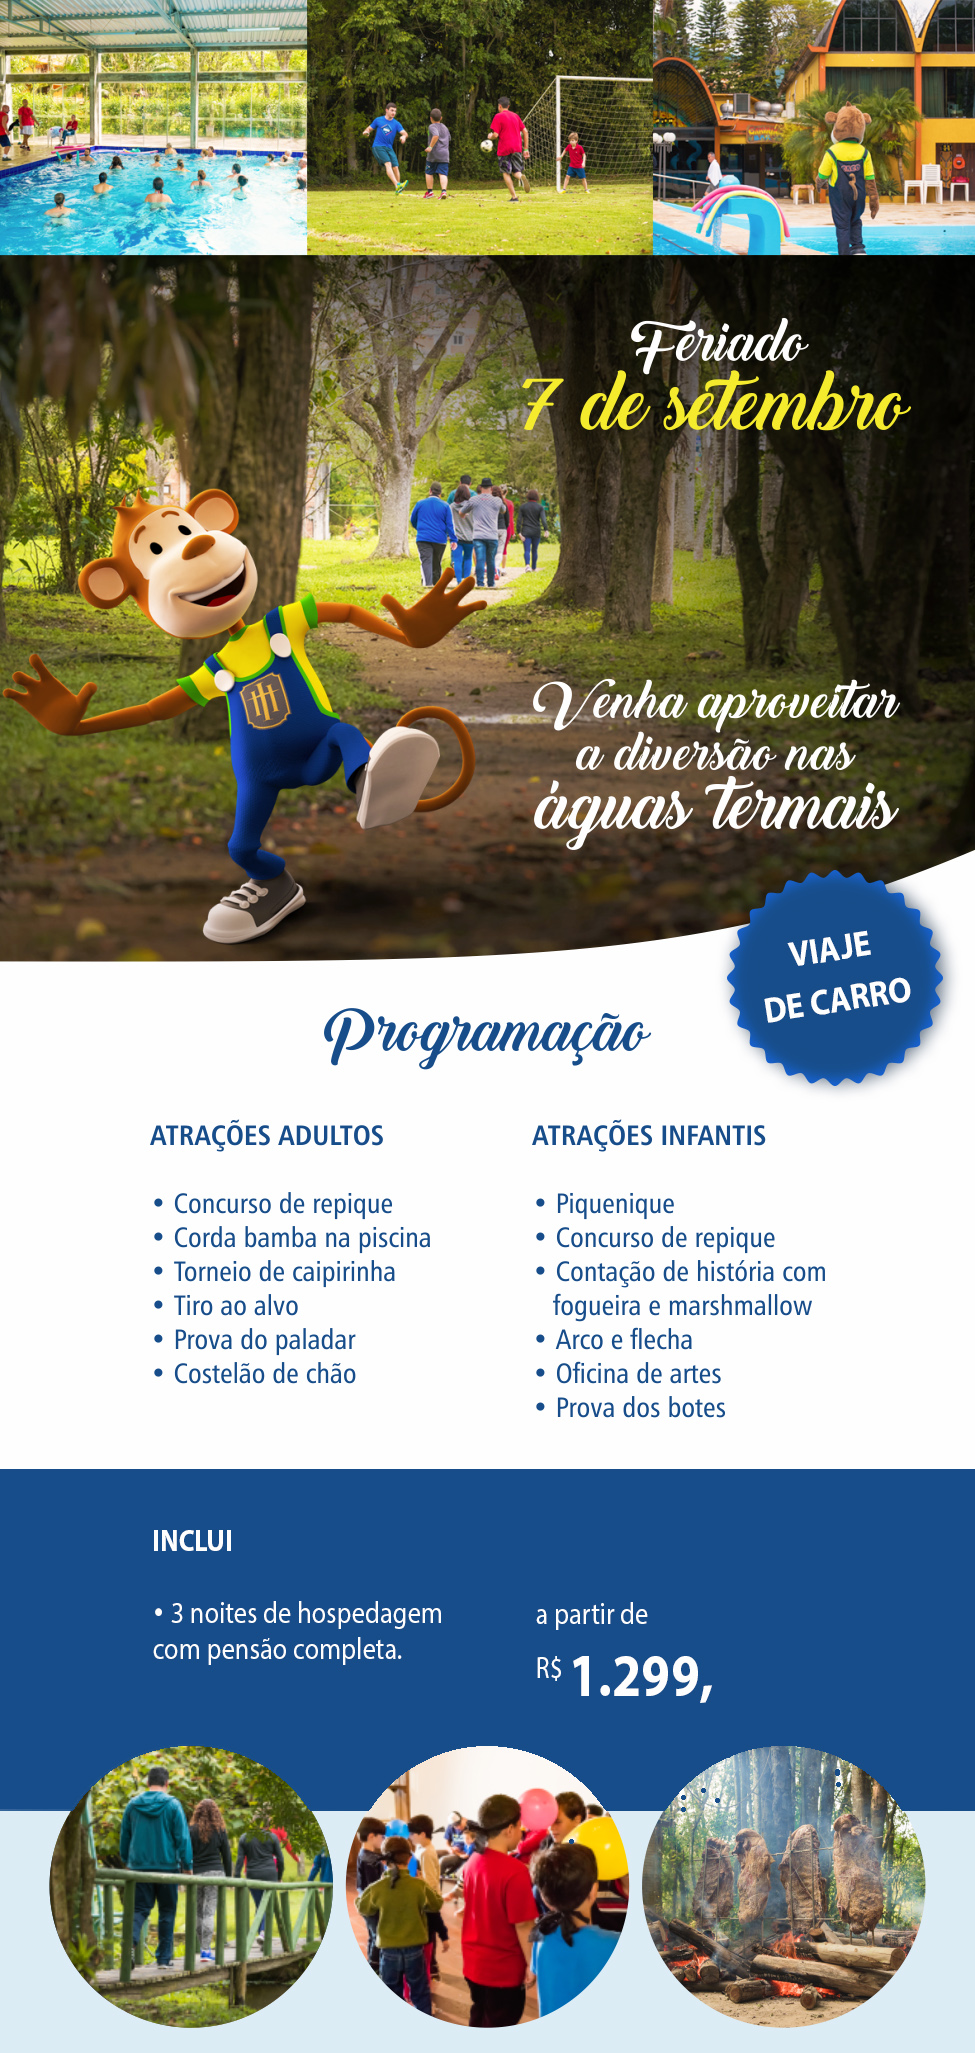 Feriado
7 de setembro
Venha aproveitar
a diversão nas
águas termais
VIAJE
DE CARRO
Programação
ATRAÇÕES ADULTOS
• Concurso de repique
• Corda bamba na piscina
• Torneio de caipirinha
• Tiro ao alvo
• Prova do paladar
• Costelão de chão
ATRAÇÕES INFANTIS
• Piquenique
• Concurso de repique
• Contação de história com
fogueira e marshmallow
• Arco e flecha
• Oficina de artes
• Prova dos botes
INCLUI
• 3 noites de hospedagem
com pensão completa.
a partir de
R$ 1.299,